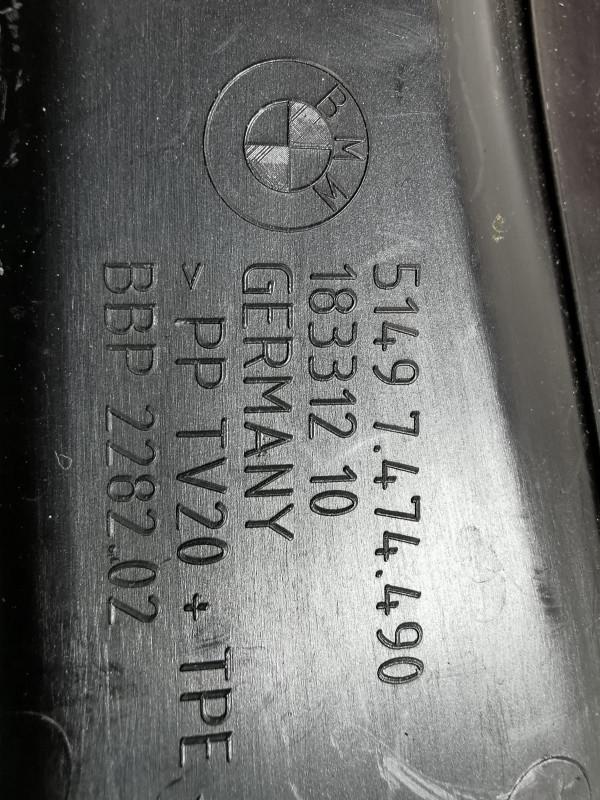 BMW
5149 7.474.490
183312 10
GERMANY
> PP TV20 + TPE
BBP 2282.02